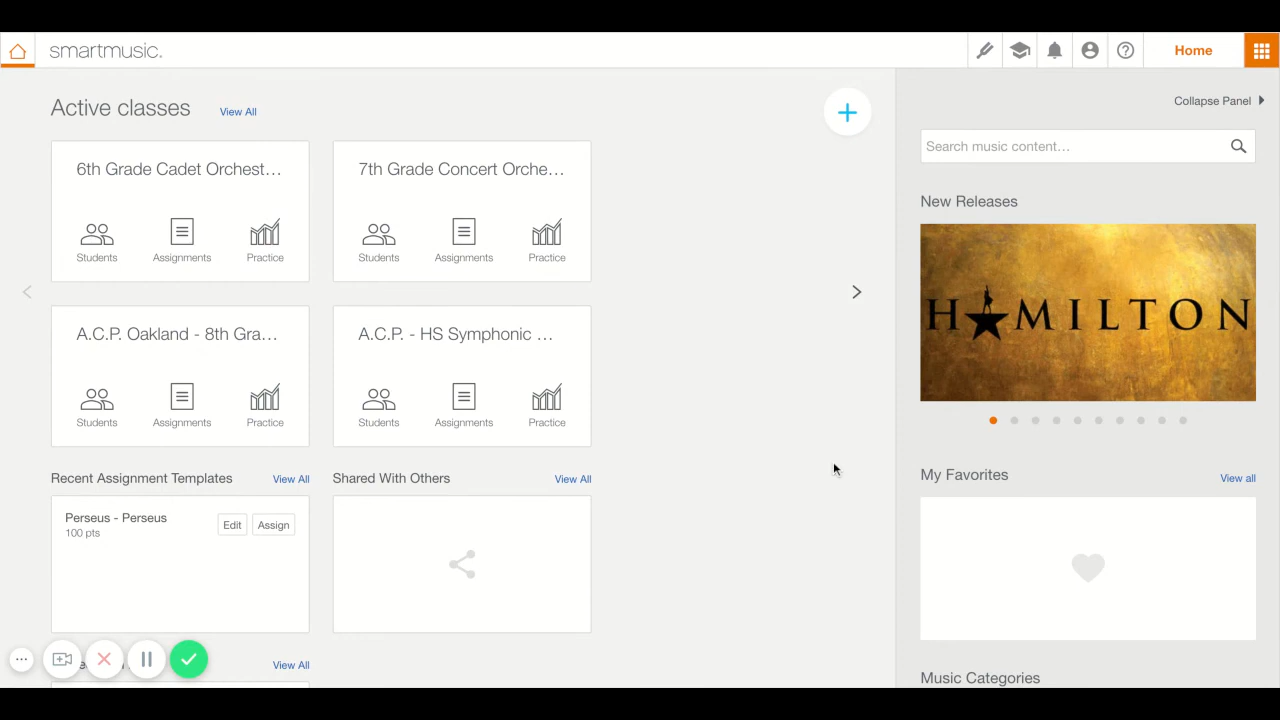 smartmusic.
Home
Active classes
View All
Collapse Panel
Search music content...
6th Grade Cadet Orchest...
Students
Assignments
Practice
7th Grade Concert Orche...
Students
Assignments
Practice
New Releases
HAMILTON
A.C.P. Oakland - 8th Gra...
Students
Assignments
Practice
A.C.P. - HS Symphonic ...
Students
Assignments
Practice
Recent Assignment Templates
View All
Shared With Others
View All
My Favorites
View all
Perseus - Perseus
100 pts
Edit
Assign
View All
Music Categories